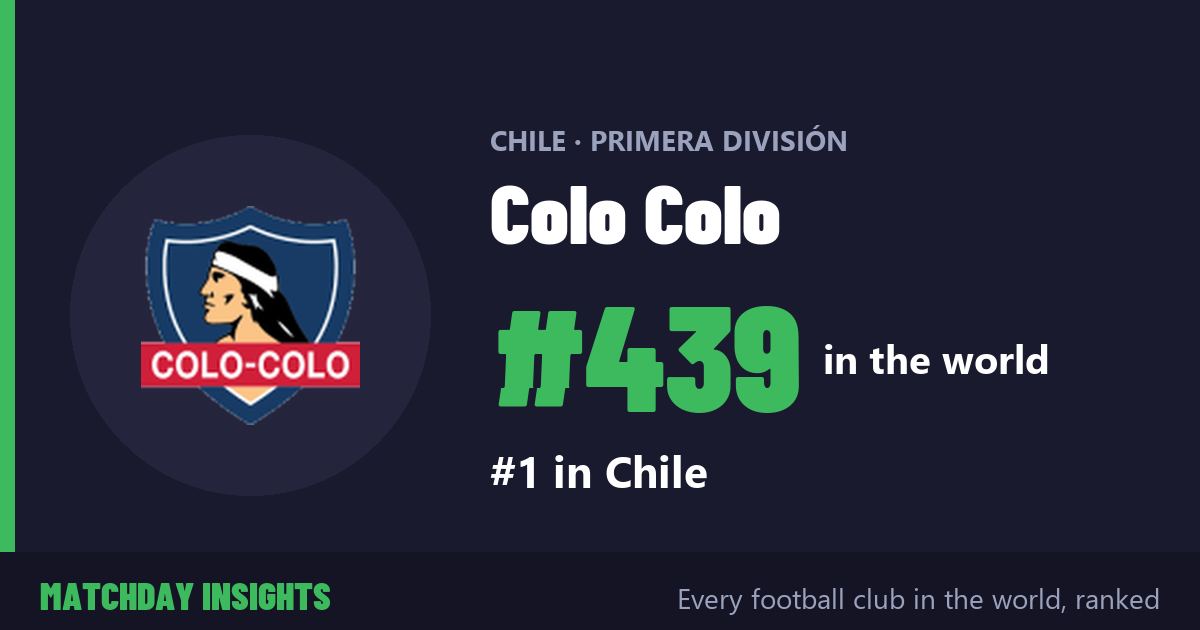 CHILE · PRIMERA DIVISIÓN
Colo Colo
COLO-COLO
#439 in the world
#1 in Chile
MATCHDAY INSIGHTS
Every football club in the world, ranked